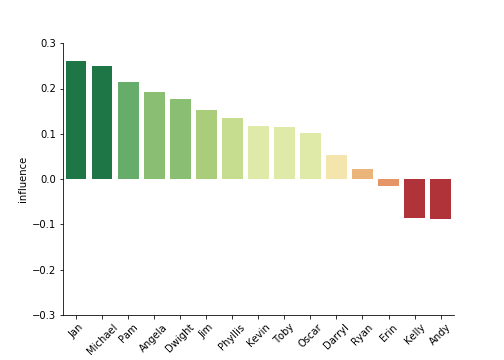 0.3
0.2
0.1
0.0
−0.1
−0.2
−0.3
influence
Jan
Michael
Pam
Angela
Dwight
Jim
Phyllis
Kevin
Toby
Oscar
Darryl
Ryan
Erin
Kelly
Andy